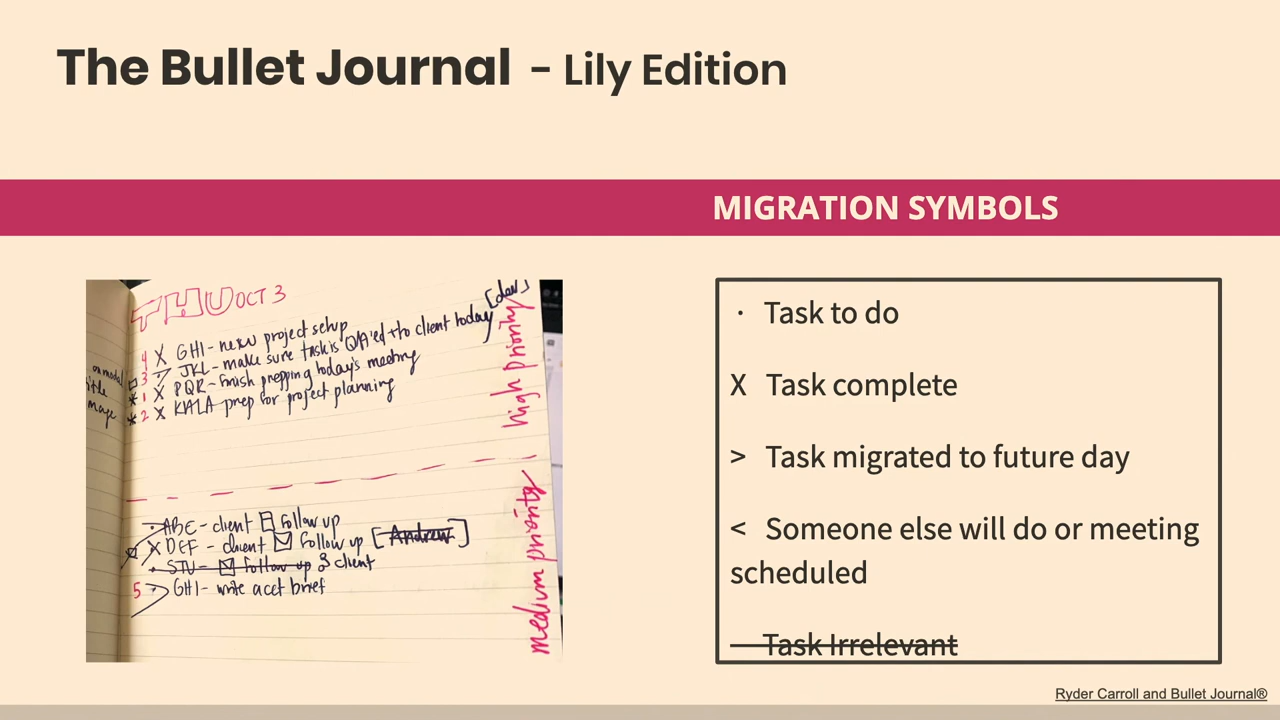 The Bullet Journal - Lily Edition
MIGRATION SYMBOLS
THU OCT 3
[dev]
4 X GHI - new project setup
3 JKL - make sure task is QA'ed + to client today
1 X PQR - finish prepping today's meeting
2 X KALA prep for project planning
high priority
· ABC - client follow up
X DEF - client follow up [Andrew]
· STU - follow up client
5 > GHI - write acct brief
medium priority
· Task to do
X Task complete
> Task migrated to future day
< Someone else will do or meeting
scheduled
— Task Irrelevant
Ryder Carroll and Bullet Journal®